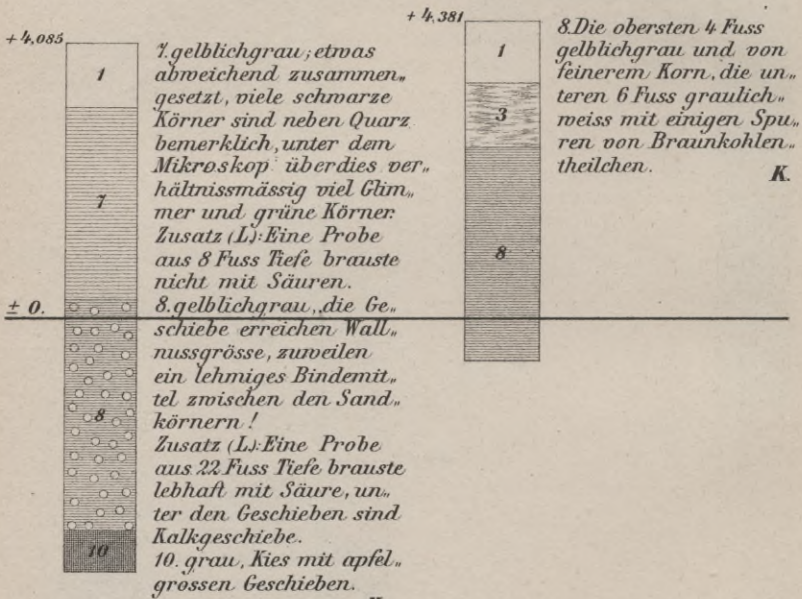 + 4,085
1
7
± 0.
8
10
7. gelblichgrau; etwas
abweichend zusammen„
gesetzt, viele schwarze
Körner sind neben Quarz
bemerklich, unter dem
Mikroskop überdies ver„
hältnissmässig viel Glim„
mer und grüne Körner.
Zusatz (L): Eine Probe
aus 8 Fuss Tiefe brauste
nicht mit Säuren.
8. gelblichgrau, die Ge„
schiebe erreichen Wall„
nussgrösse, zuweilen
ein lehmiges Bindemit„
tel zwischen den Sand„
körnern!
Zusatz (L): Eine Probe
aus 22 Fuss Tiefe brauste
lebhaft mit Säure, un„
ter den Geschieben sind
Kalkgeschiebe.
10. grau, Kies mit apfel„
grossen Geschieben.
+ 4,381
1
3
8
8. Die obersten 4 Fuss
gelblichgrau und von
feinerem Korn, die un„
teren 6 Fuss graulich„
weiss mit einigen Spu„
ren von Braunkohlen„
theilchen.
K.